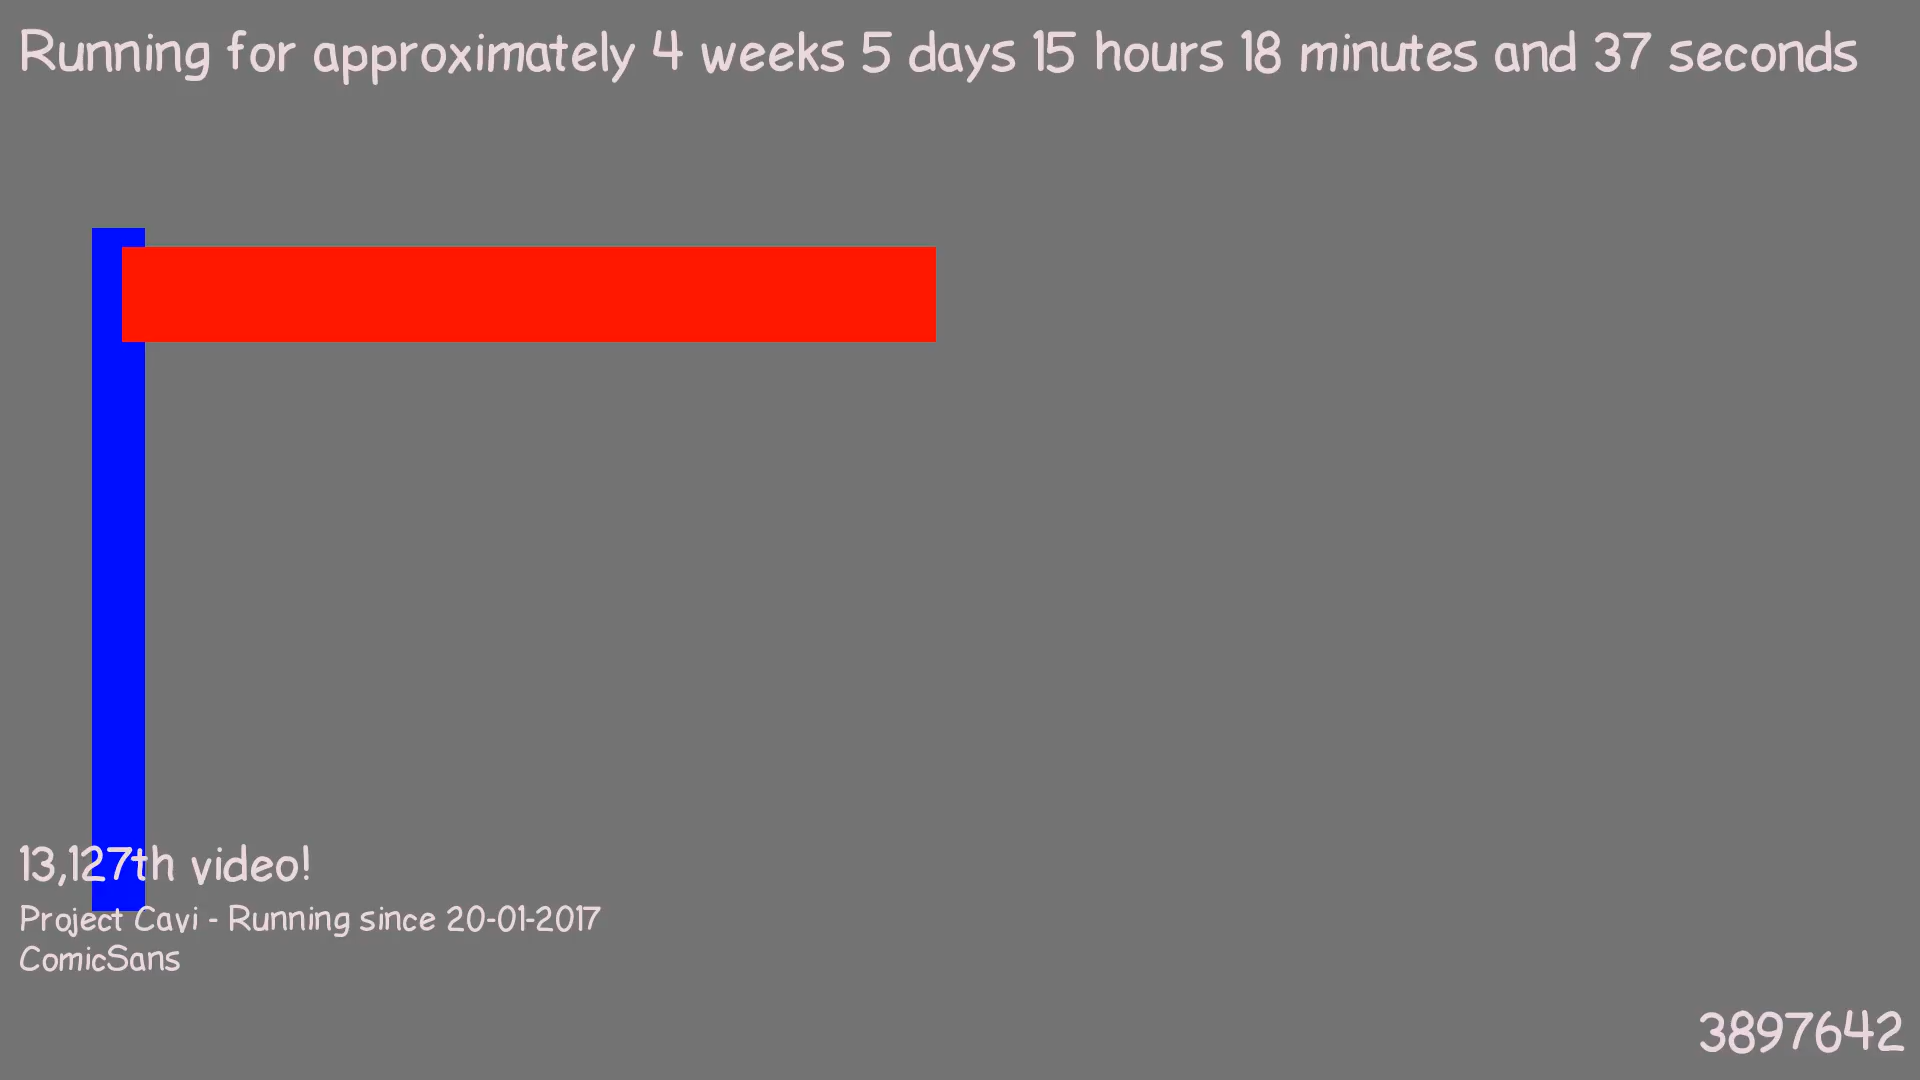 Running for approximately 4 weeks 5 days 15 hours 18 minutes and 37 seconds
13,127th video!
Project Cavi - Running since 20-01-2017
ComicSans
3897642